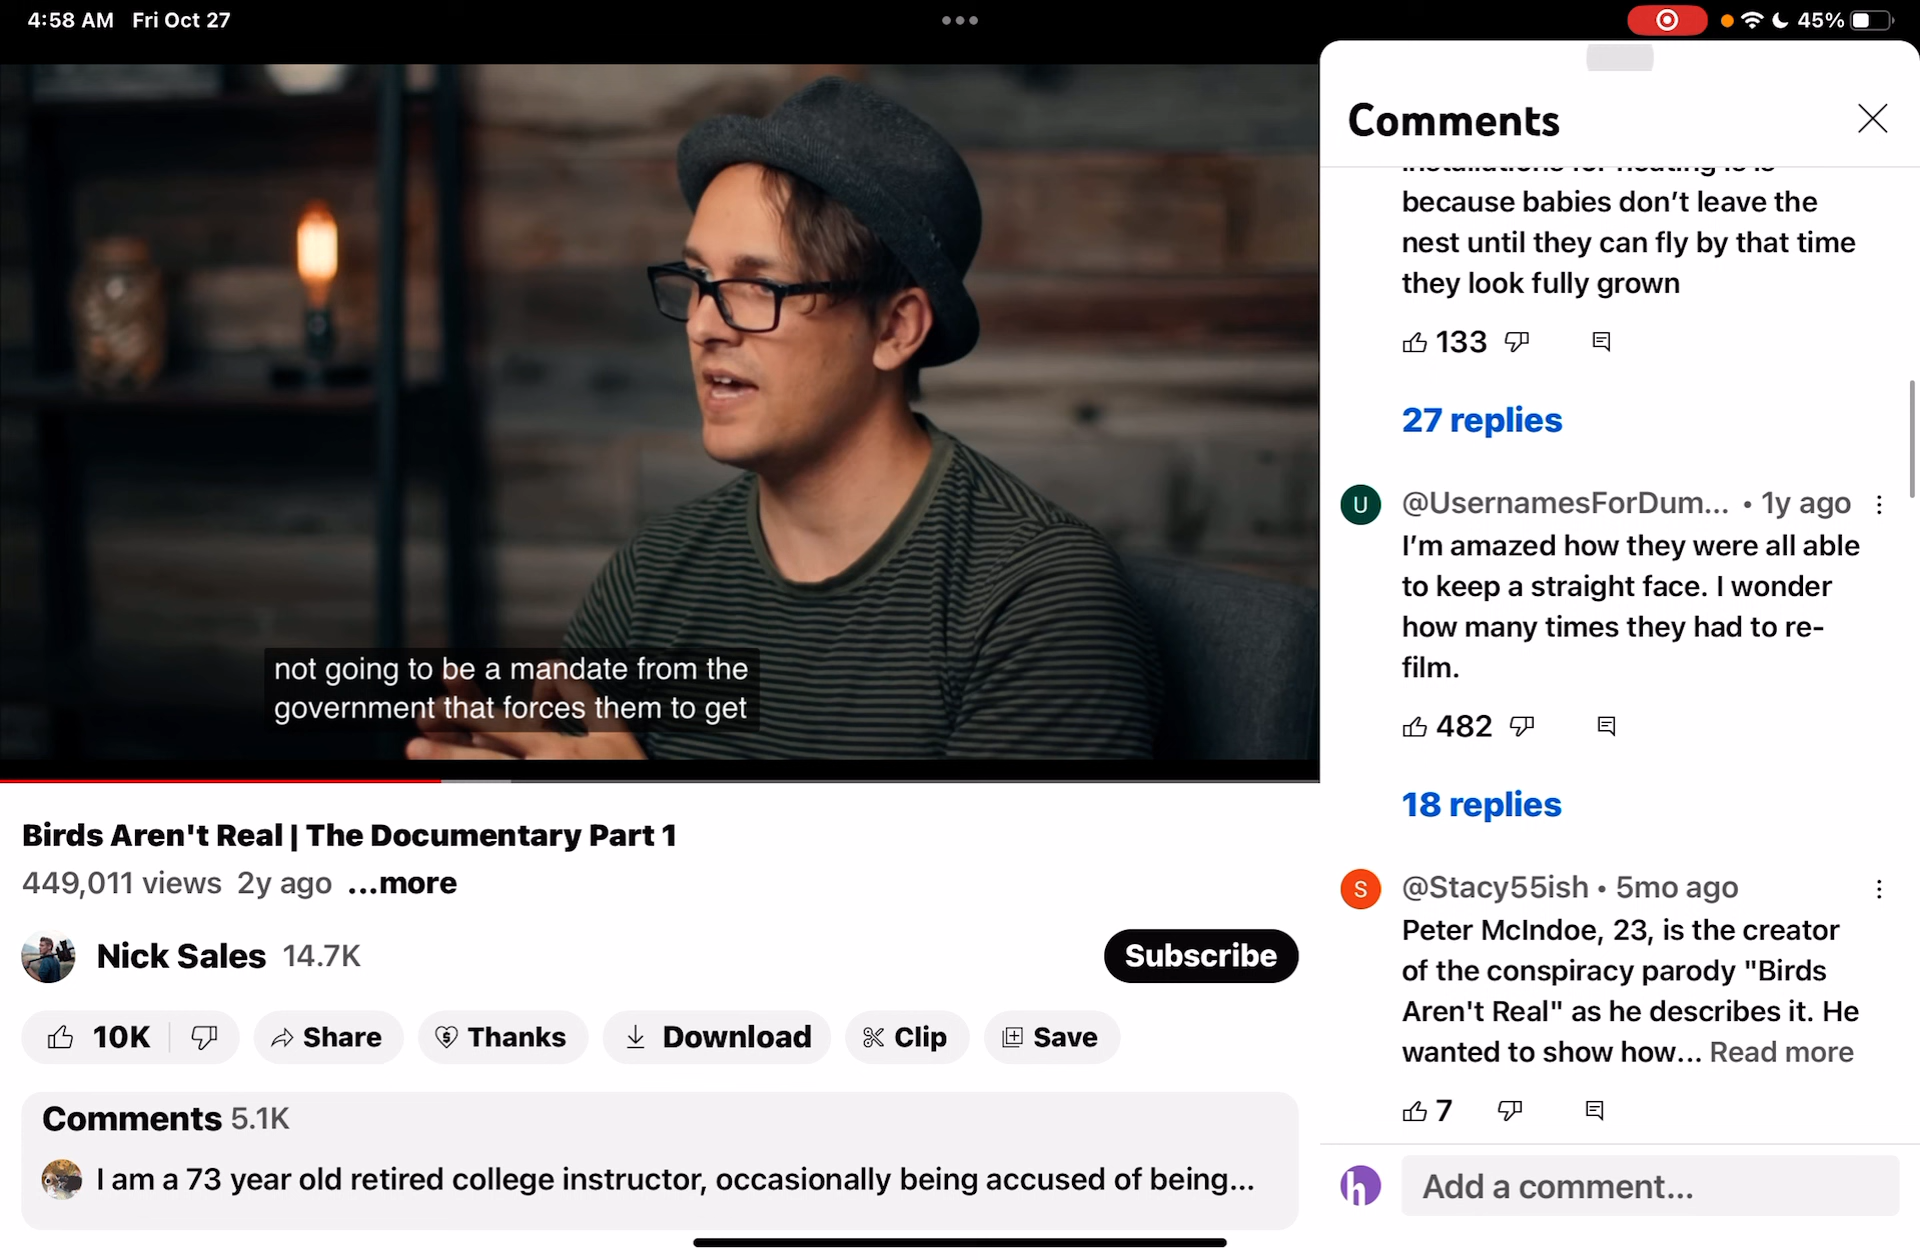 4:58 AM Fri Oct 27
45%
not going to be a mandate from the
government that forces them to get
Birds Aren't Real | The Documentary Part 1
449,011 views 2y ago ...more
Nick Sales 14.7K
Subscribe
10K
Share
Thanks
Download
Clip
Save
Comments 5.1K
I am a 73 year old retired college instructor, occasionally being accused of being...
Comments
installations for heating is is
because babies don’t leave the
nest until they can fly by that time
they look fully grown
133
27 replies
U
@UsernamesForDum... • 1y ago
I’m amazed how they were all able
to keep a straight face. I wonder
how many times they had to re-
film.
482
18 replies
S
@Stacy55ish • 5mo ago
Peter McIndoe, 23, is the creator
of the conspiracy parody "Birds
Aren't Real" as he describes it. He
wanted to show how... Read more
7
h
Add a comment...